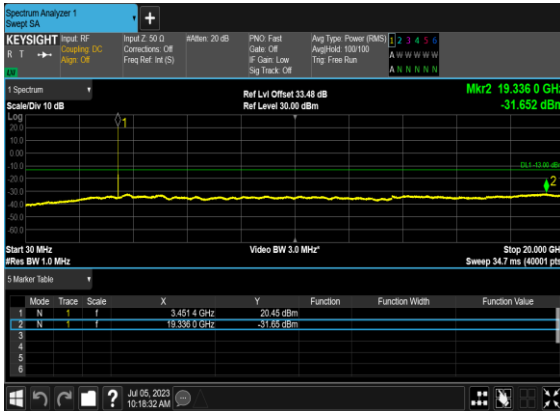 Spectrum Analyzer 1
Swept SA
+
KEYSIGHT Input: RF Input Z: 50 Ω #Atten: 20 dB PNO: Fast Avg Type: Power (RMS) 1 2 3 4 5 6
R T Coupling: DC Corrections: Off Gate: Off Avg|Hold: 100/100 A W W W W W
Align: Off Freq Ref: Int (S) IF Gain: Low Trig: Free Run
LXI Sig Track: Off A N N N N N
1 Spectrum Ref Lvl Offset 33.48 dB Mkr2 19.336 0 GHz
Scale/Div 10 dB Ref Level 30.00 dBm -31.652 dBm
Log
20.0
10.0
0.00
-10.0
-20.0
-30.0
-40.0
-50.0
-60.0
1
DL1 -13.00 dBm
2
Start 30 MHz Video BW 3.0 MHz* Stop 20.000 GHz
#Res BW 1.0 MHz Sweep 34.7 ms (40001 pts)
5 Marker Table
Mode Trace Scale X Y Function Function Width Function Value
1 N 1 f 3.451 4 GHz 20.45 dBm
2 N 1 f 19.336 0 GHz -31.65 dBm
3
4
5
6
? Jul 05, 2023
10:18:32 AM